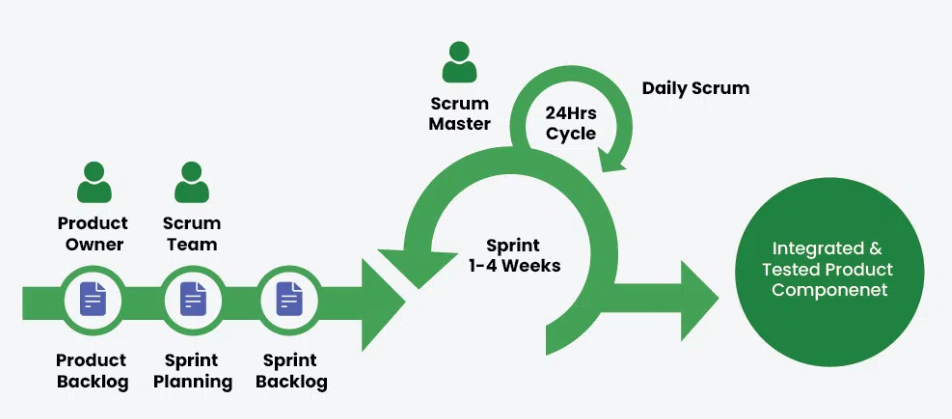 Scrum
Master
24Hrs
Cycle
Daily Scrum
Product
Owner
Scrum
Team
Sprint
1-4 Weeks
Integrated &
Tested Product
Componenet
Product
Backlog
Sprint
Planning
Sprint
Backlog